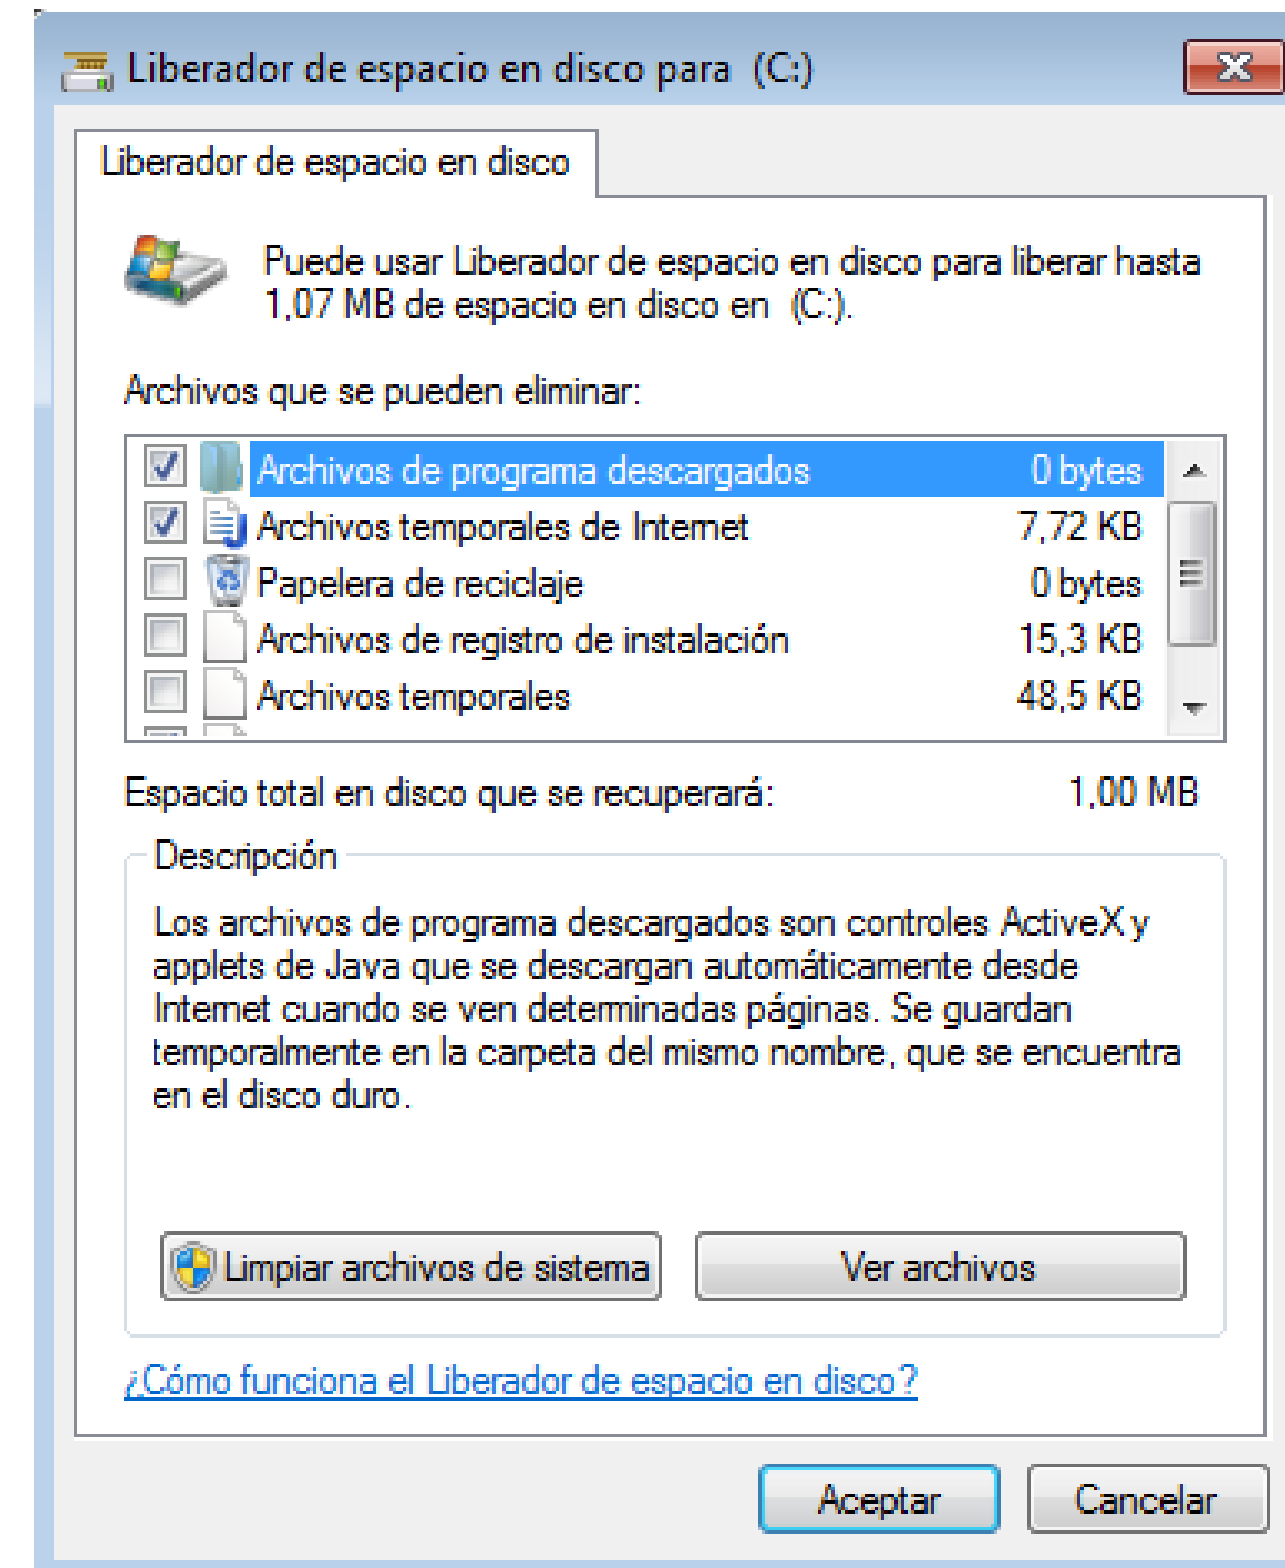 Liberador de espacio en disco para (C:)
Liberador de espacio en disco
Puede usar Liberador de espacio en disco para liberar hasta
1,07 MB de espacio en disco en (C:).
Archivos que se pueden eliminar:
Archivos de programa descargados 0 bytes
Archivos temporales de Internet 7,72 KB
Papelera de reciclaje 0 bytes
Archivos de registro de instalación 15,3 KB
Archivos temporales 48,5 KB
Espacio total en disco que se recuperará: 1,00 MB
Descripción
Los archivos de programa descargados son controles ActiveX y
applets de Java que se descargan automáticamente desde
Internet cuando se ven determinadas páginas. Se guardan
temporalmente en la carpeta del mismo nombre, que se encuentra
en el disco duro.
Limpiar archivos de sistema Ver archivos
¿Cómo funciona el Liberador de espacio en disco?
Aceptar Cancelar